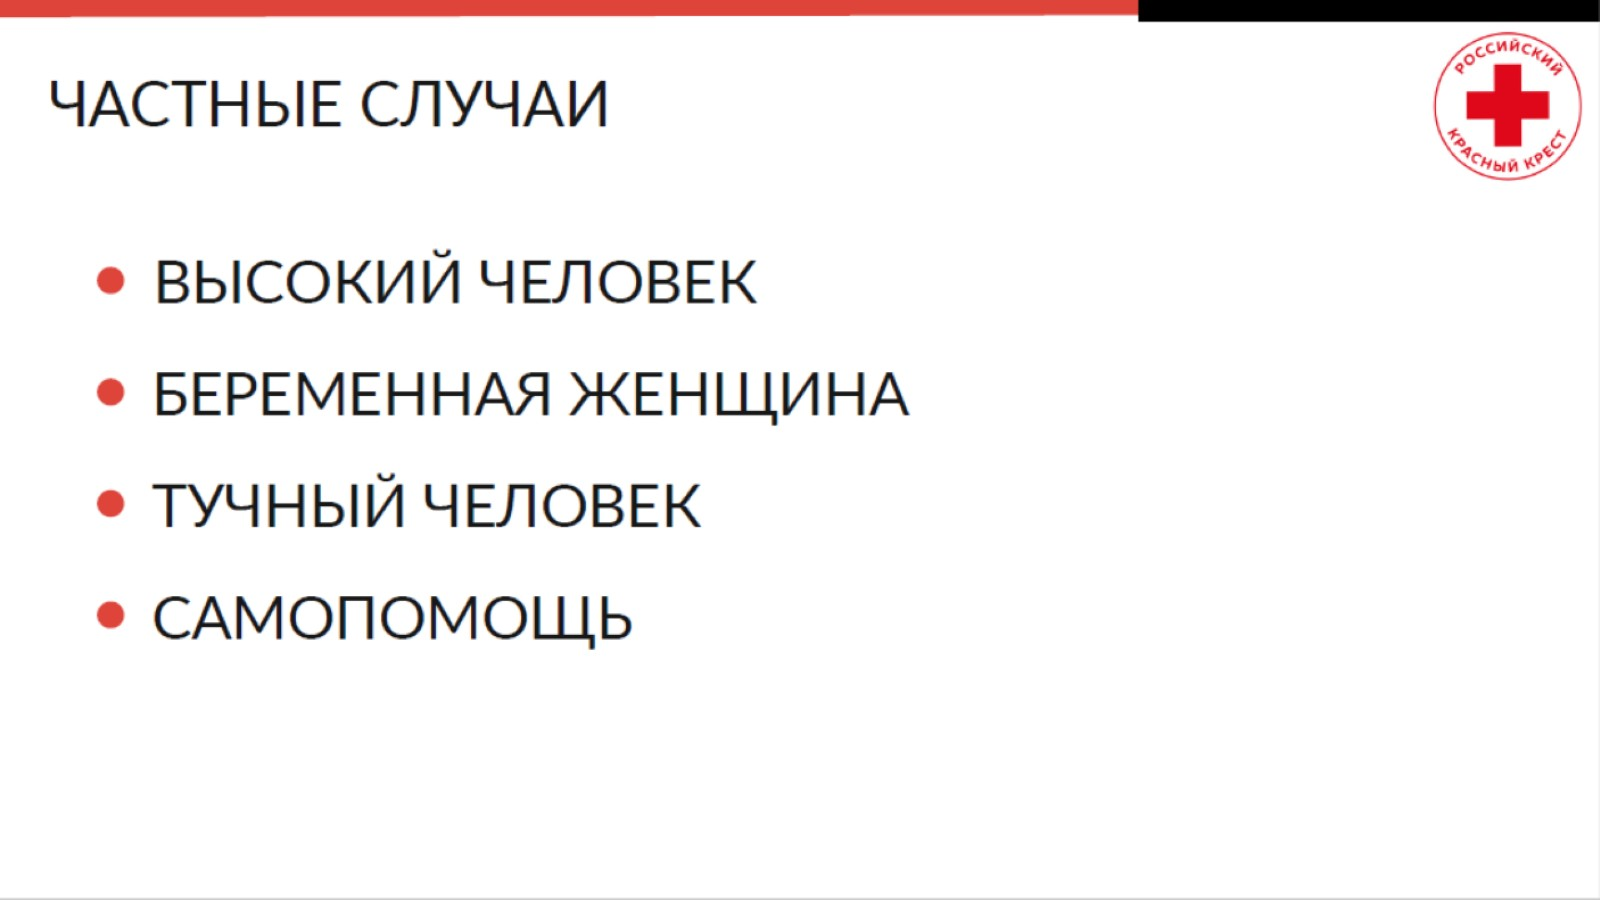 РОССИЙСКИЙ
КРАСНЫЙ КРЕСТ
ЧАСТНЫЕ СЛУЧАИ
ВЫСОКИЙ ЧЕЛОВЕК
БЕРЕМЕННАЯ ЖЕНЩИНА
ТУЧНЫЙ ЧЕЛОВЕК
САМОПОМОЩЬ